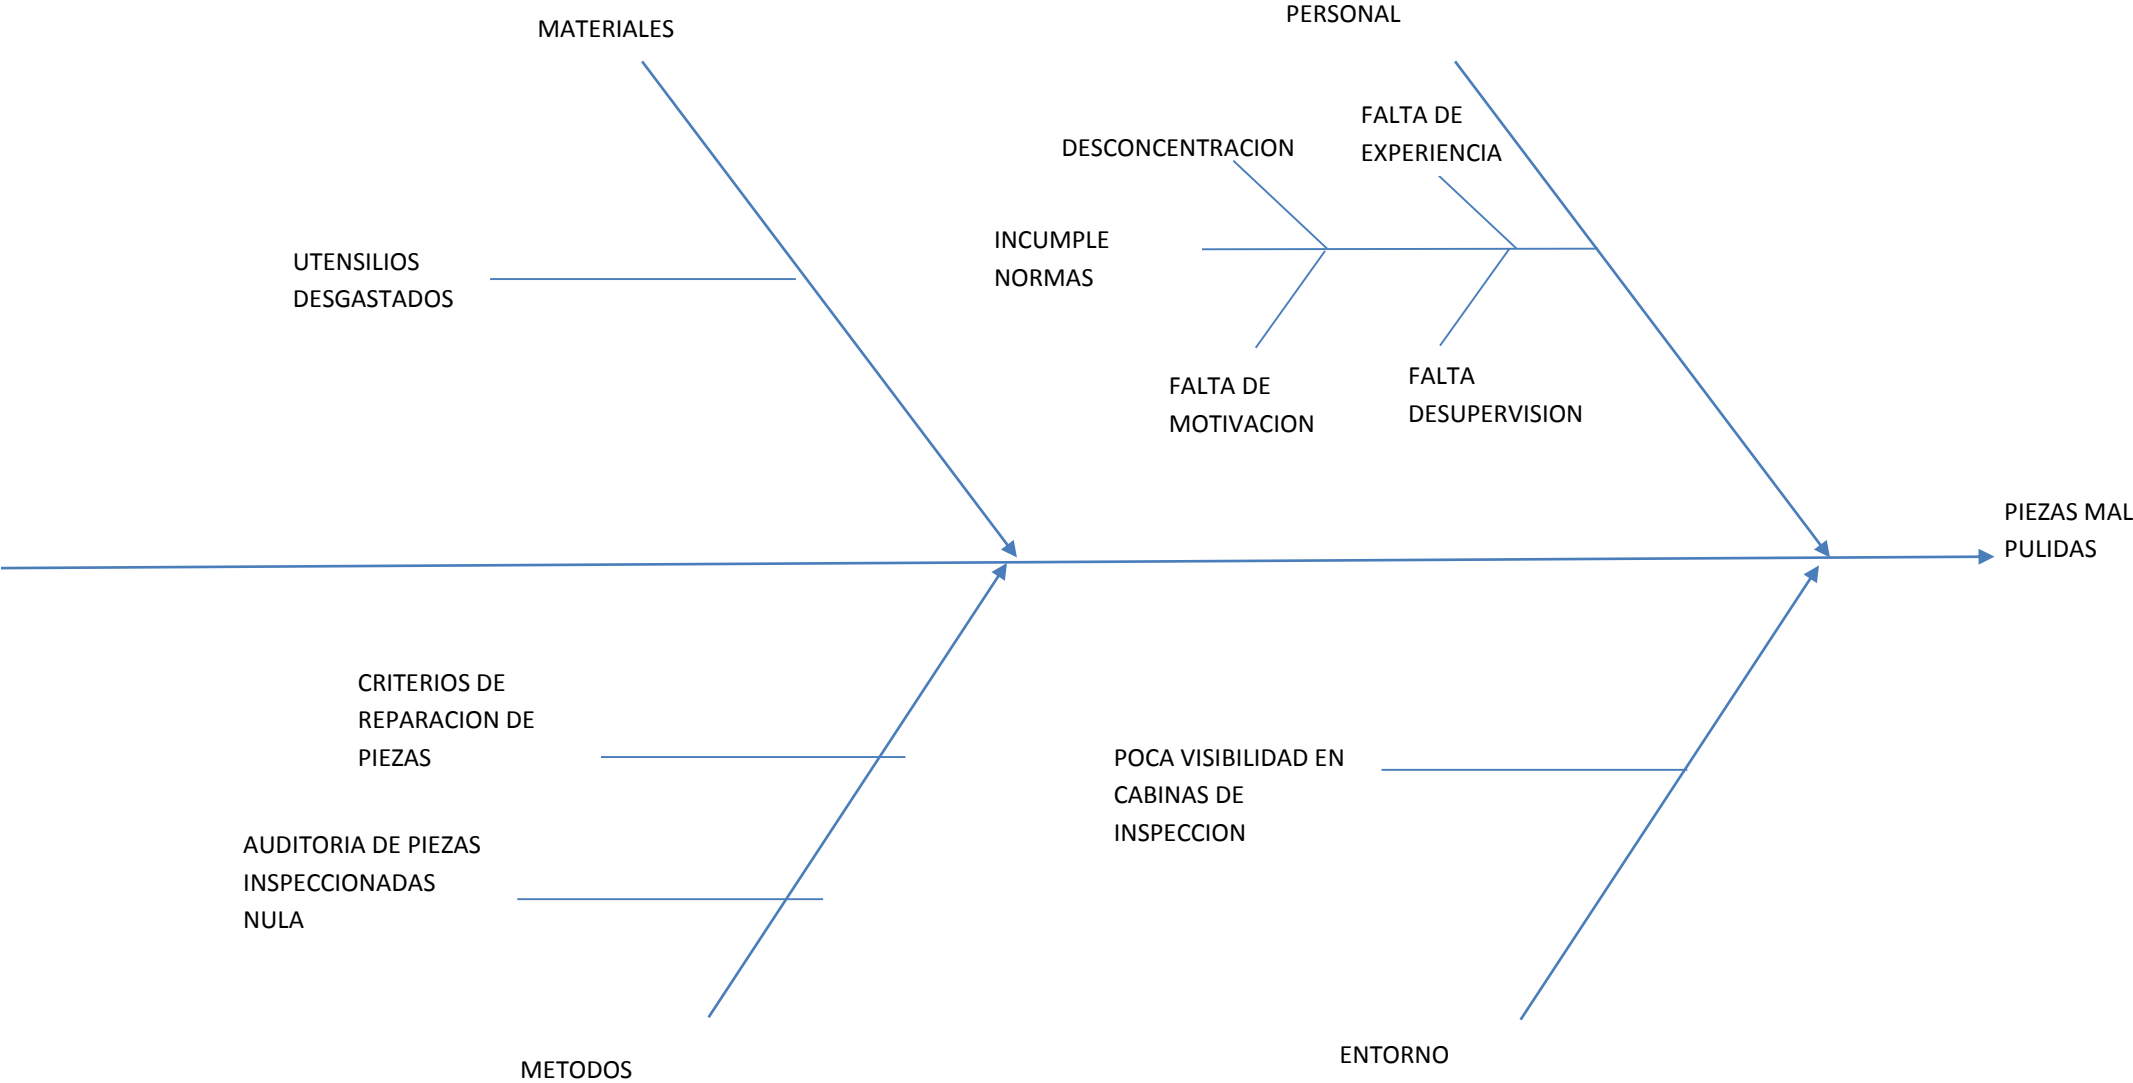 MATERIALES
PERSONAL
FALTA DE
EXPERIENCIA
DESCONCENTRACION
INCUMPLE
NORMAS
UTENSILIOS
DESGASTADOS
FALTA DE
MOTIVACION
FALTA
DESUPERVISION
PIEZAS MAL
PULIDAS
CRITERIOS DE
REPARACION DE
PIEZAS
POCA VISIBILIDAD EN
CABINAS DE
INSPECCION
AUDITORIA DE PIEZAS
INSPECCIONADAS
NULA
METODOS
ENTORNO